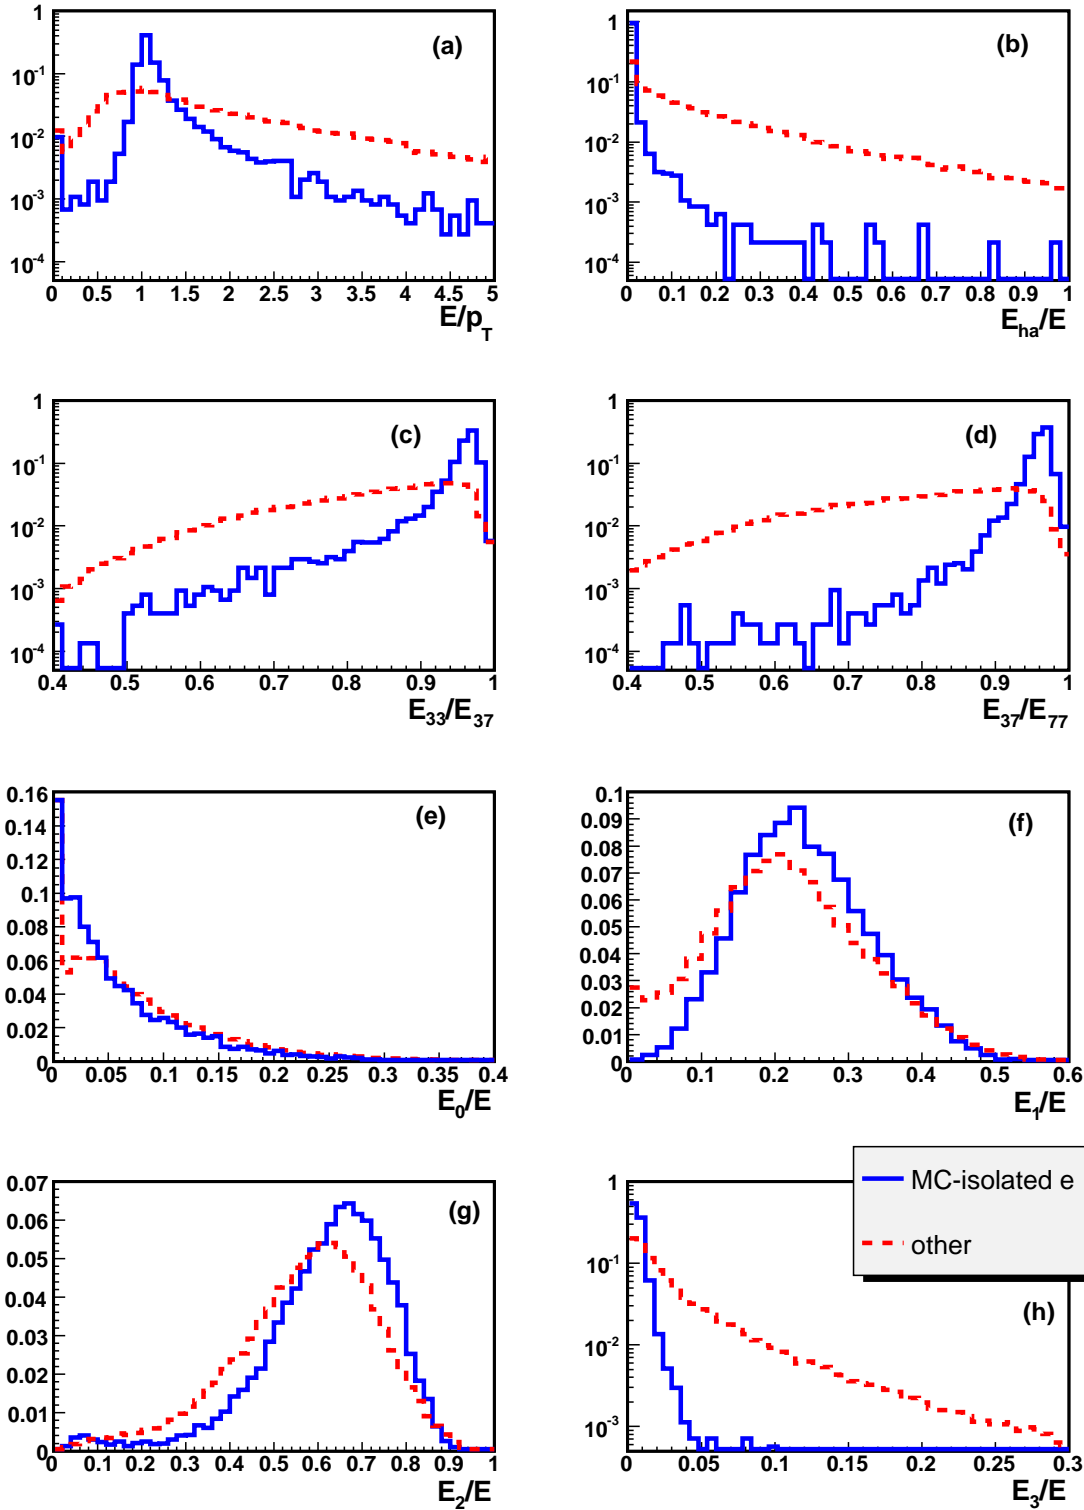 (a)
1
10^-1
10^-2
10^-3
10^-4
0 0.5 1 1.5 2 2.5 3 3.5 4 4.5 5
E/p_T
(b)
1
10^-1
10^-2
10^-3
10^-4
0 0.1 0.2 0.3 0.4 0.5 0.6 0.7 0.8 0.9 1
E_ha/E
(c)
1
10^-1
10^-2
10^-3
10^-4
0.4 0.5 0.6 0.7 0.8 0.9 1
E_33/E_37
(d)
1
10^-1
10^-2
10^-3
10^-4
0.4 0.5 0.6 0.7 0.8 0.9 1
E_37/E_77
(e)
0.16
0.14
0.12
0.1
0.08
0.06
0.04
0.02
0
0 0.05 0.1 0.15 0.2 0.25 0.3 0.35 0.4
E_0/E
(f)
0.1
0.09
0.08
0.07
0.06
0.05
0.04
0.03
0.02
0.01
0
0 0.1 0.2 0.3 0.4 0.5 0.6
E_1/E
(g)
0.07
0.06
0.05
0.04
0.03
0.02
0.01
0
0 0.1 0.2 0.3 0.4 0.5 0.6 0.7 0.8 0.9 1
E_2/E
MC-isolated e
other
(h)
1
10^-1
10^-2
10^-3
0 0.05 0.1 0.15 0.2 0.25 0.3
E_3/E